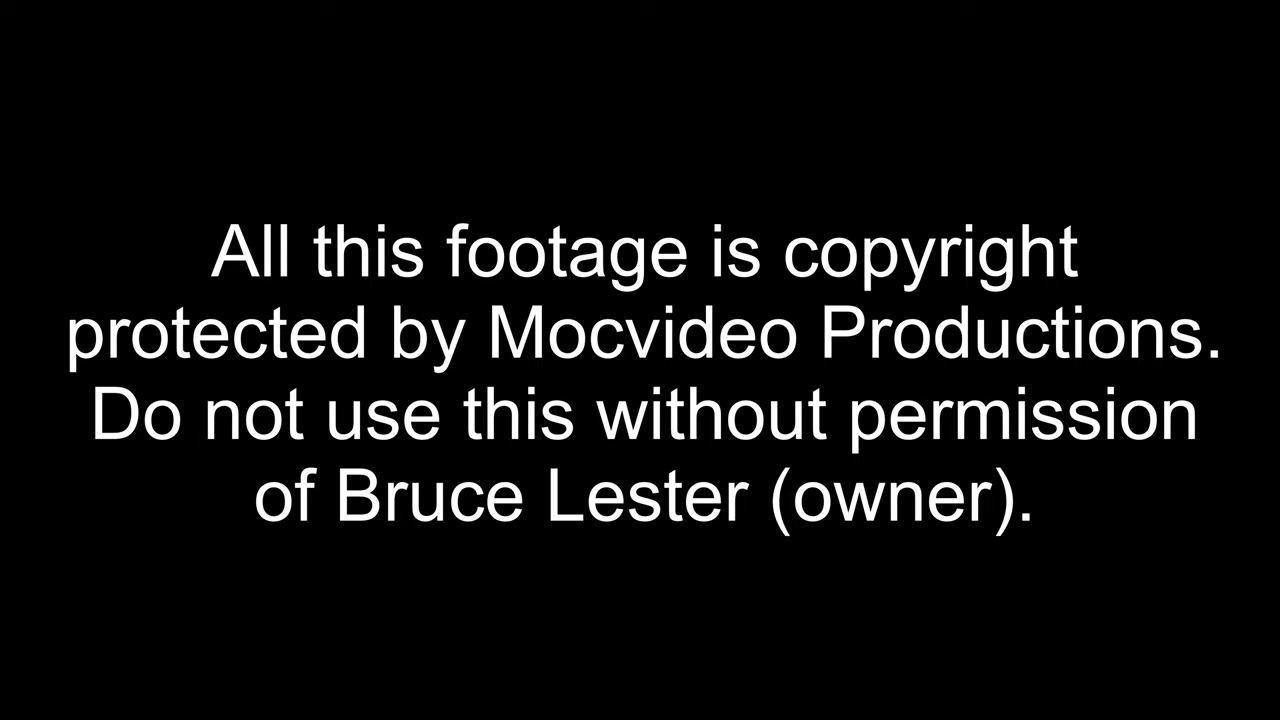 All this footage is copyright
protected by Mocvideo Productions.
Do not use this without permission
of Bruce Lester (owner).